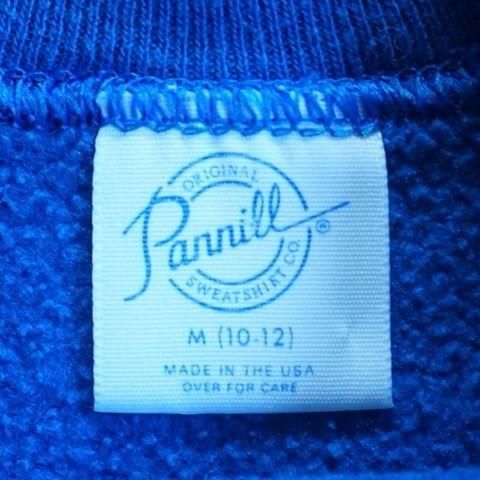 ORIGINAL
Pannill®
SWEATSHIRT CO.
M (10-12)
MADE IN THE USA
OVER FOR CARE